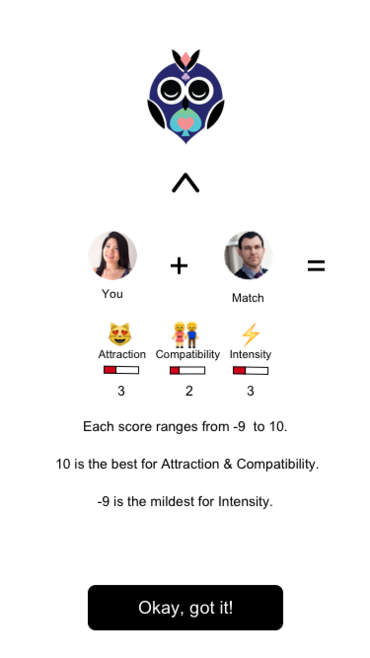 You
+
Match
=
Attraction
Compatibility
Intensity
3
2
3
Each score ranges from -9 to 10.
10 is the best for Attraction & Compatibility.
-9 is the mildest for Intensity.
Okay, got it!